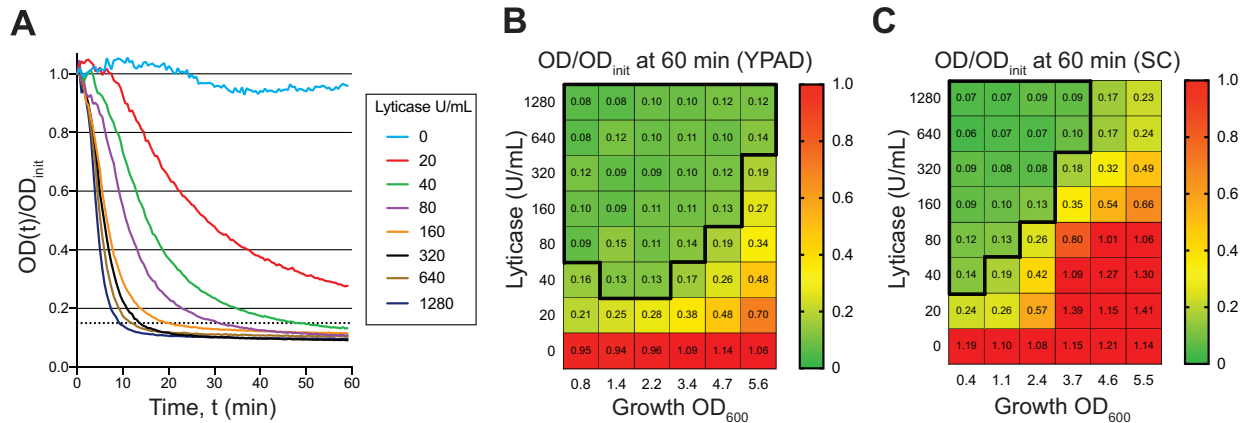 A
OD(t)/OD_init
1.0
0.8
0.6
0.4
0.2
0.0
0 10 20 30 40 50 60
Time, t (min)
Lyticase U/mL
0
20
40
80
160
320
640
1280
B
OD/OD_init at 60 min (YPAD)
Lyticase (U/mL)
1280 0.08 0.08 0.10 0.10 0.12 0.12
640 0.08 0.12 0.10 0.11 0.10 0.14
320 0.12 0.09 0.09 0.10 0.12 0.19
160 0.10 0.09 0.11 0.11 0.13 0.27
80 0.09 0.15 0.11 0.14 0.19 0.34
40 0.16 0.13 0.13 0.17 0.26 0.48
20 0.21 0.25 0.28 0.38 0.48 0.70
0 0.95 0.94 0.96 1.09 1.14 1.06
0.8 1.4 2.2 3.4 4.7 5.6
Growth OD600
1.0
0.8
0.6
0.4
0.2
0
C
OD/OD_init at 60 min (SC)
Lyticase (U/mL)
1280 0.07 0.07 0.09 0.09 0.17 0.23
640 0.06 0.07 0.07 0.10 0.17 0.24
320 0.09 0.08 0.09 0.18 0.32 0.49
160 0.09 0.10 0.13 0.35 0.54 0.66
80 0.12 0.13 0.26 0.80 1.01 1.06
40 0.14 0.19 0.42 1.09 1.27 1.30
20 0.24 0.26 0.57 1.39 1.15 1.41
0 1.19 1.10 1.08 1.15 1.21 1.14
0.4 1.1 2.4 3.7 4.6 5.5
Growth OD600
1.0
0.8
0.6
0.4
0.2
0